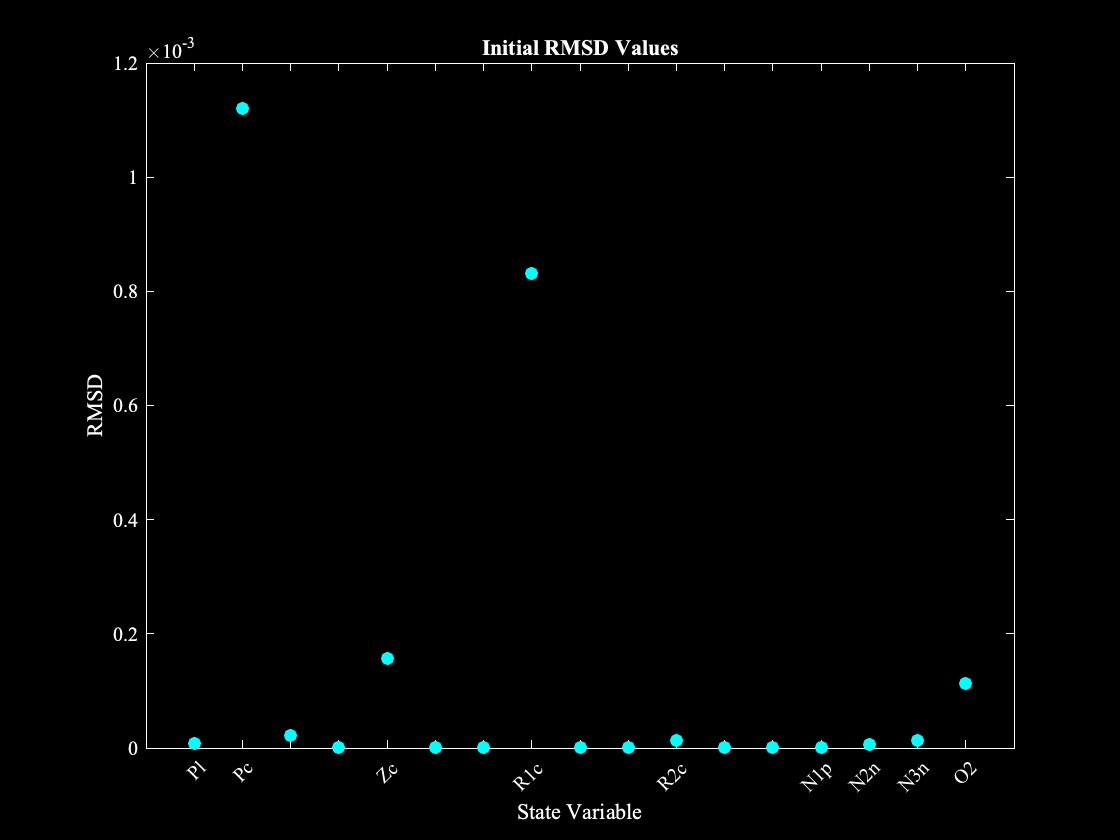 Initial RMSD Values
×10-3
1.2
1
0.8
0.6
0.4
0.2
0
RMSD
Pl Pc Zc R1c R2c N1p N2n N3n O2
State Variable